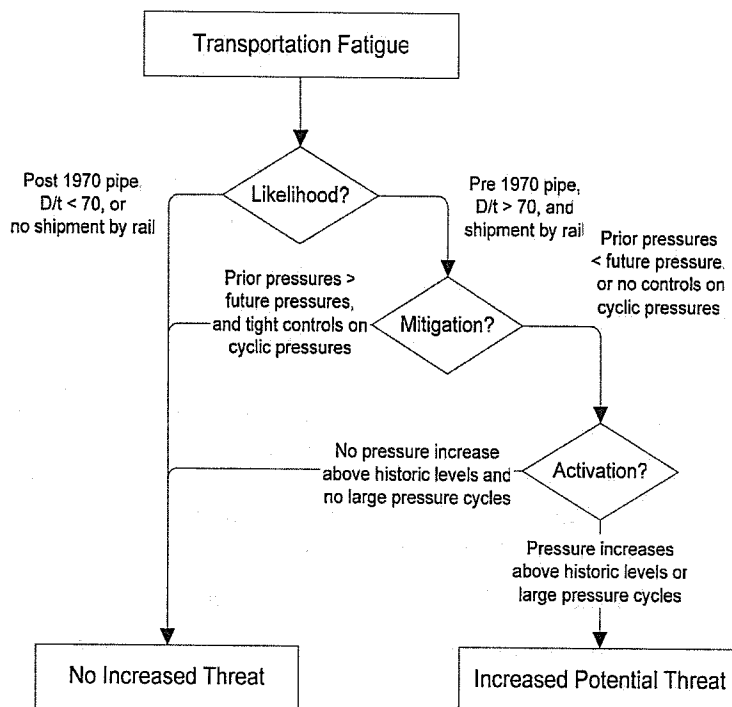 Transportation Fatigue
Likelihood?
Post 1970 pipe,
D/t < 70, or
no shipment by rail
Pre 1970 pipe,
D/t > 70, and
shipment by rail
Prior pressures >
future pressures,
and tight controls on
cyclic pressures
Mitigation?
Prior pressures
< future pressure,
or no controls on
cyclic pressures
No pressure increase
above historic levels and
no large pressure cycles
Activation?
Pressure increases
above historic levels or
large pressure cycles
No Increased Threat
Increased Potential Threat